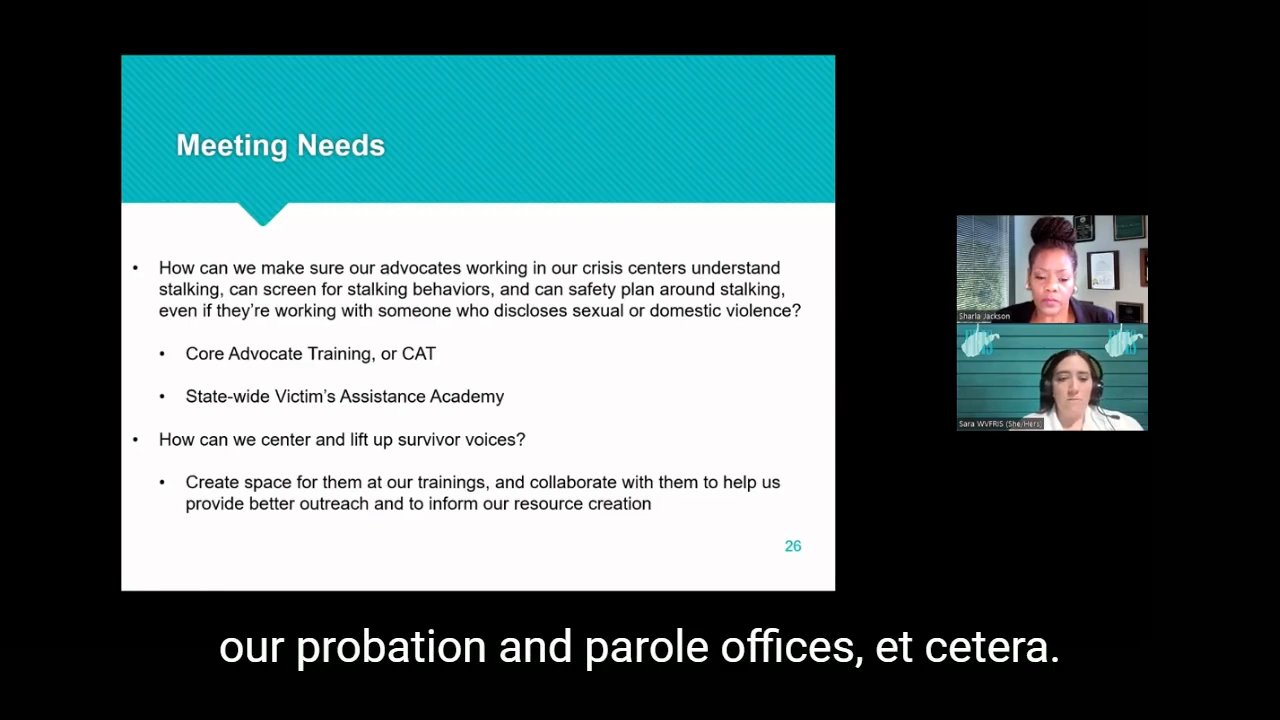 Meeting Needs
• How can we make sure our advocates working in our crisis centers understand
stalking, can screen for stalking behaviors, and can safety plan around stalking,
even if they're working with someone who discloses sexual or domestic violence?
• Core Advocate Training, or CAT
• State-wide Victim's Assistance Academy
• How can we center and lift up survivor voices?
• Create space for them at our trainings, and collaborate with them to help us
provide better outreach and to inform our resource creation
26
Sharla Jackson
Sara WVFRIS (She/Hers)
our probation and parole offices, et cetera.